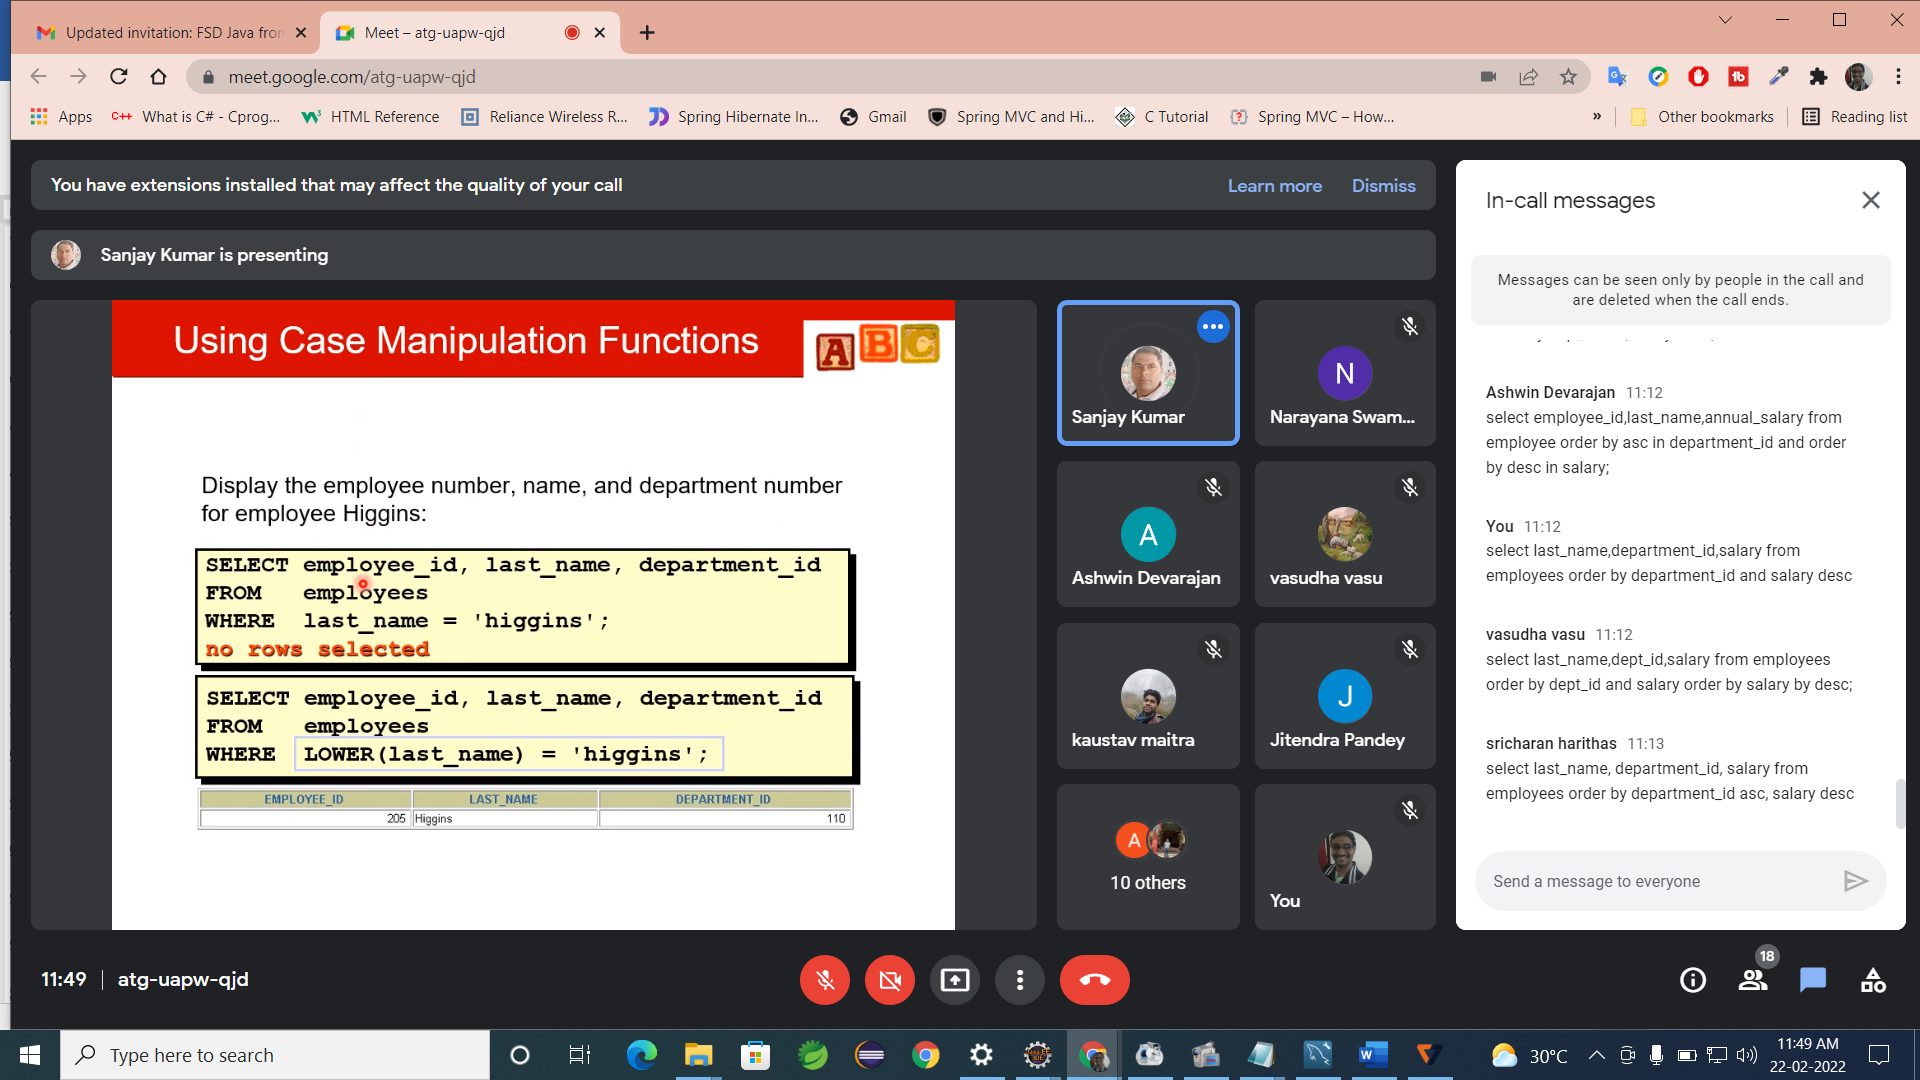 Updated invitation: FSD Java fron
Meet – atg-uapw-qjd
meet.google.com/atg-uapw-qjd
Apps
C++ What is C# - Cprog...
HTML Reference
Reliance Wireless R...
Spring Hibernate In...
Gmail
Spring MVC and Hi...
C Tutorial
Spring MVC – How...
»
Other bookmarks
Reading list
You have extensions installed that may affect the quality of your call
Learn more
Dismiss
Sanjay Kumar is presenting
Using Case Manipulation Functions
A B C
Display the employee number, name, and department number
for employee Higgins:
SELECT employee_id, last_name, department_id
FROM employees
WHERE last_name = 'higgins';
no rows selected
SELECT employee_id, last_name, department_id
FROM employees
WHERE LOWER(last_name) = 'higgins';
EMPLOYEE_ID LAST_NAME DEPARTMENT_ID
205 Higgins 110
Sanjay Kumar
N
Narayana Swam...
A
Ashwin Devarajan
vasudha vasu
kaustav maitra
J
Jitendra Pandey
A
10 others
You
In-call messages
Messages can be seen only by people in the call and
are deleted when the call ends.
Ashwin Devarajan 11:12
select employee_id,last_name,annual_salary from
employee order by asc in department_id and order
by desc in salary;
You 11:12
select last_name,department_id,salary from
employees order by department_id and salary desc
vasudha vasu 11:12
select last_name,dept_id,salary from employees
order by dept_id and salary order by salary by desc;
sricharan harithas 11:13
select last_name, department_id, salary from
employees order by department_id asc, salary desc
Send a message to everyone
11:49 | atg-uapw-qjd
18
Type here to search
30°C
11:49 AM
22-02-2022